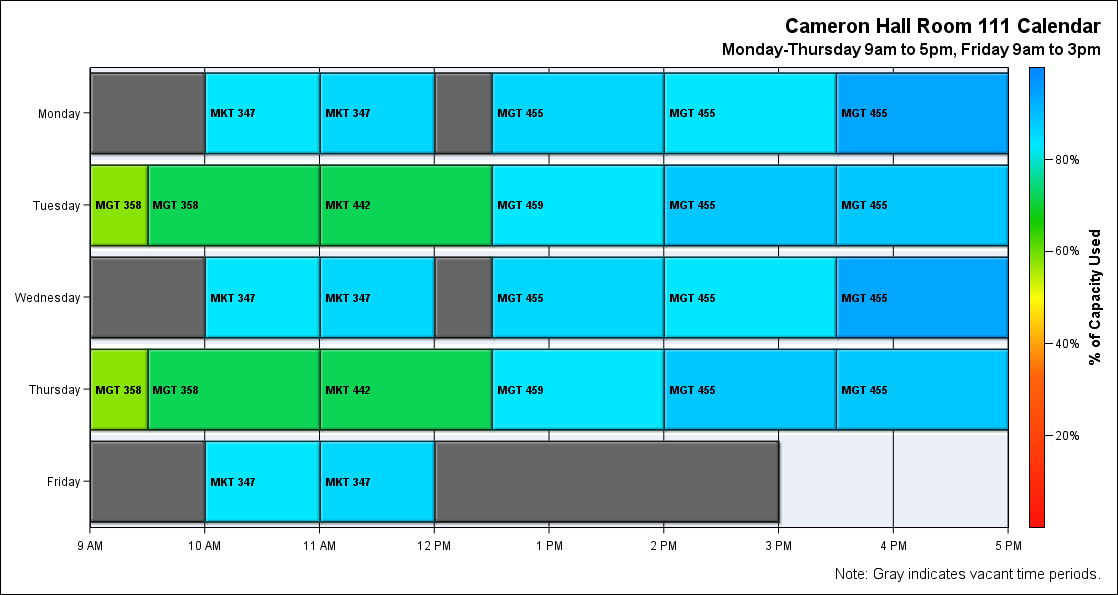 Cameron Hall Room 111 Calendar
Monday-Thursday 9am to 5pm, Friday 9am to 3pm
Monday MKT 347 MKT 347 MGT 455 MGT 455 MGT 455
80%
Tuesday MGT 358 MGT 358 MKT 442 MGT 459 MGT 455 MGT 455
60%
Wednesday MKT 347 MKT 347 MGT 455 MGT 455 MGT 455
% of Capacity Used
40%
Thursday MGT 358 MGT 358 MKT 442 MGT 459 MGT 455 MGT 455
20%
Friday MKT 347 MKT 347
9 AM 10 AM 11 AM 12 PM 1 PM 2 PM 3 PM 4 PM 5 PM
Note: Gray indicates vacant time periods.